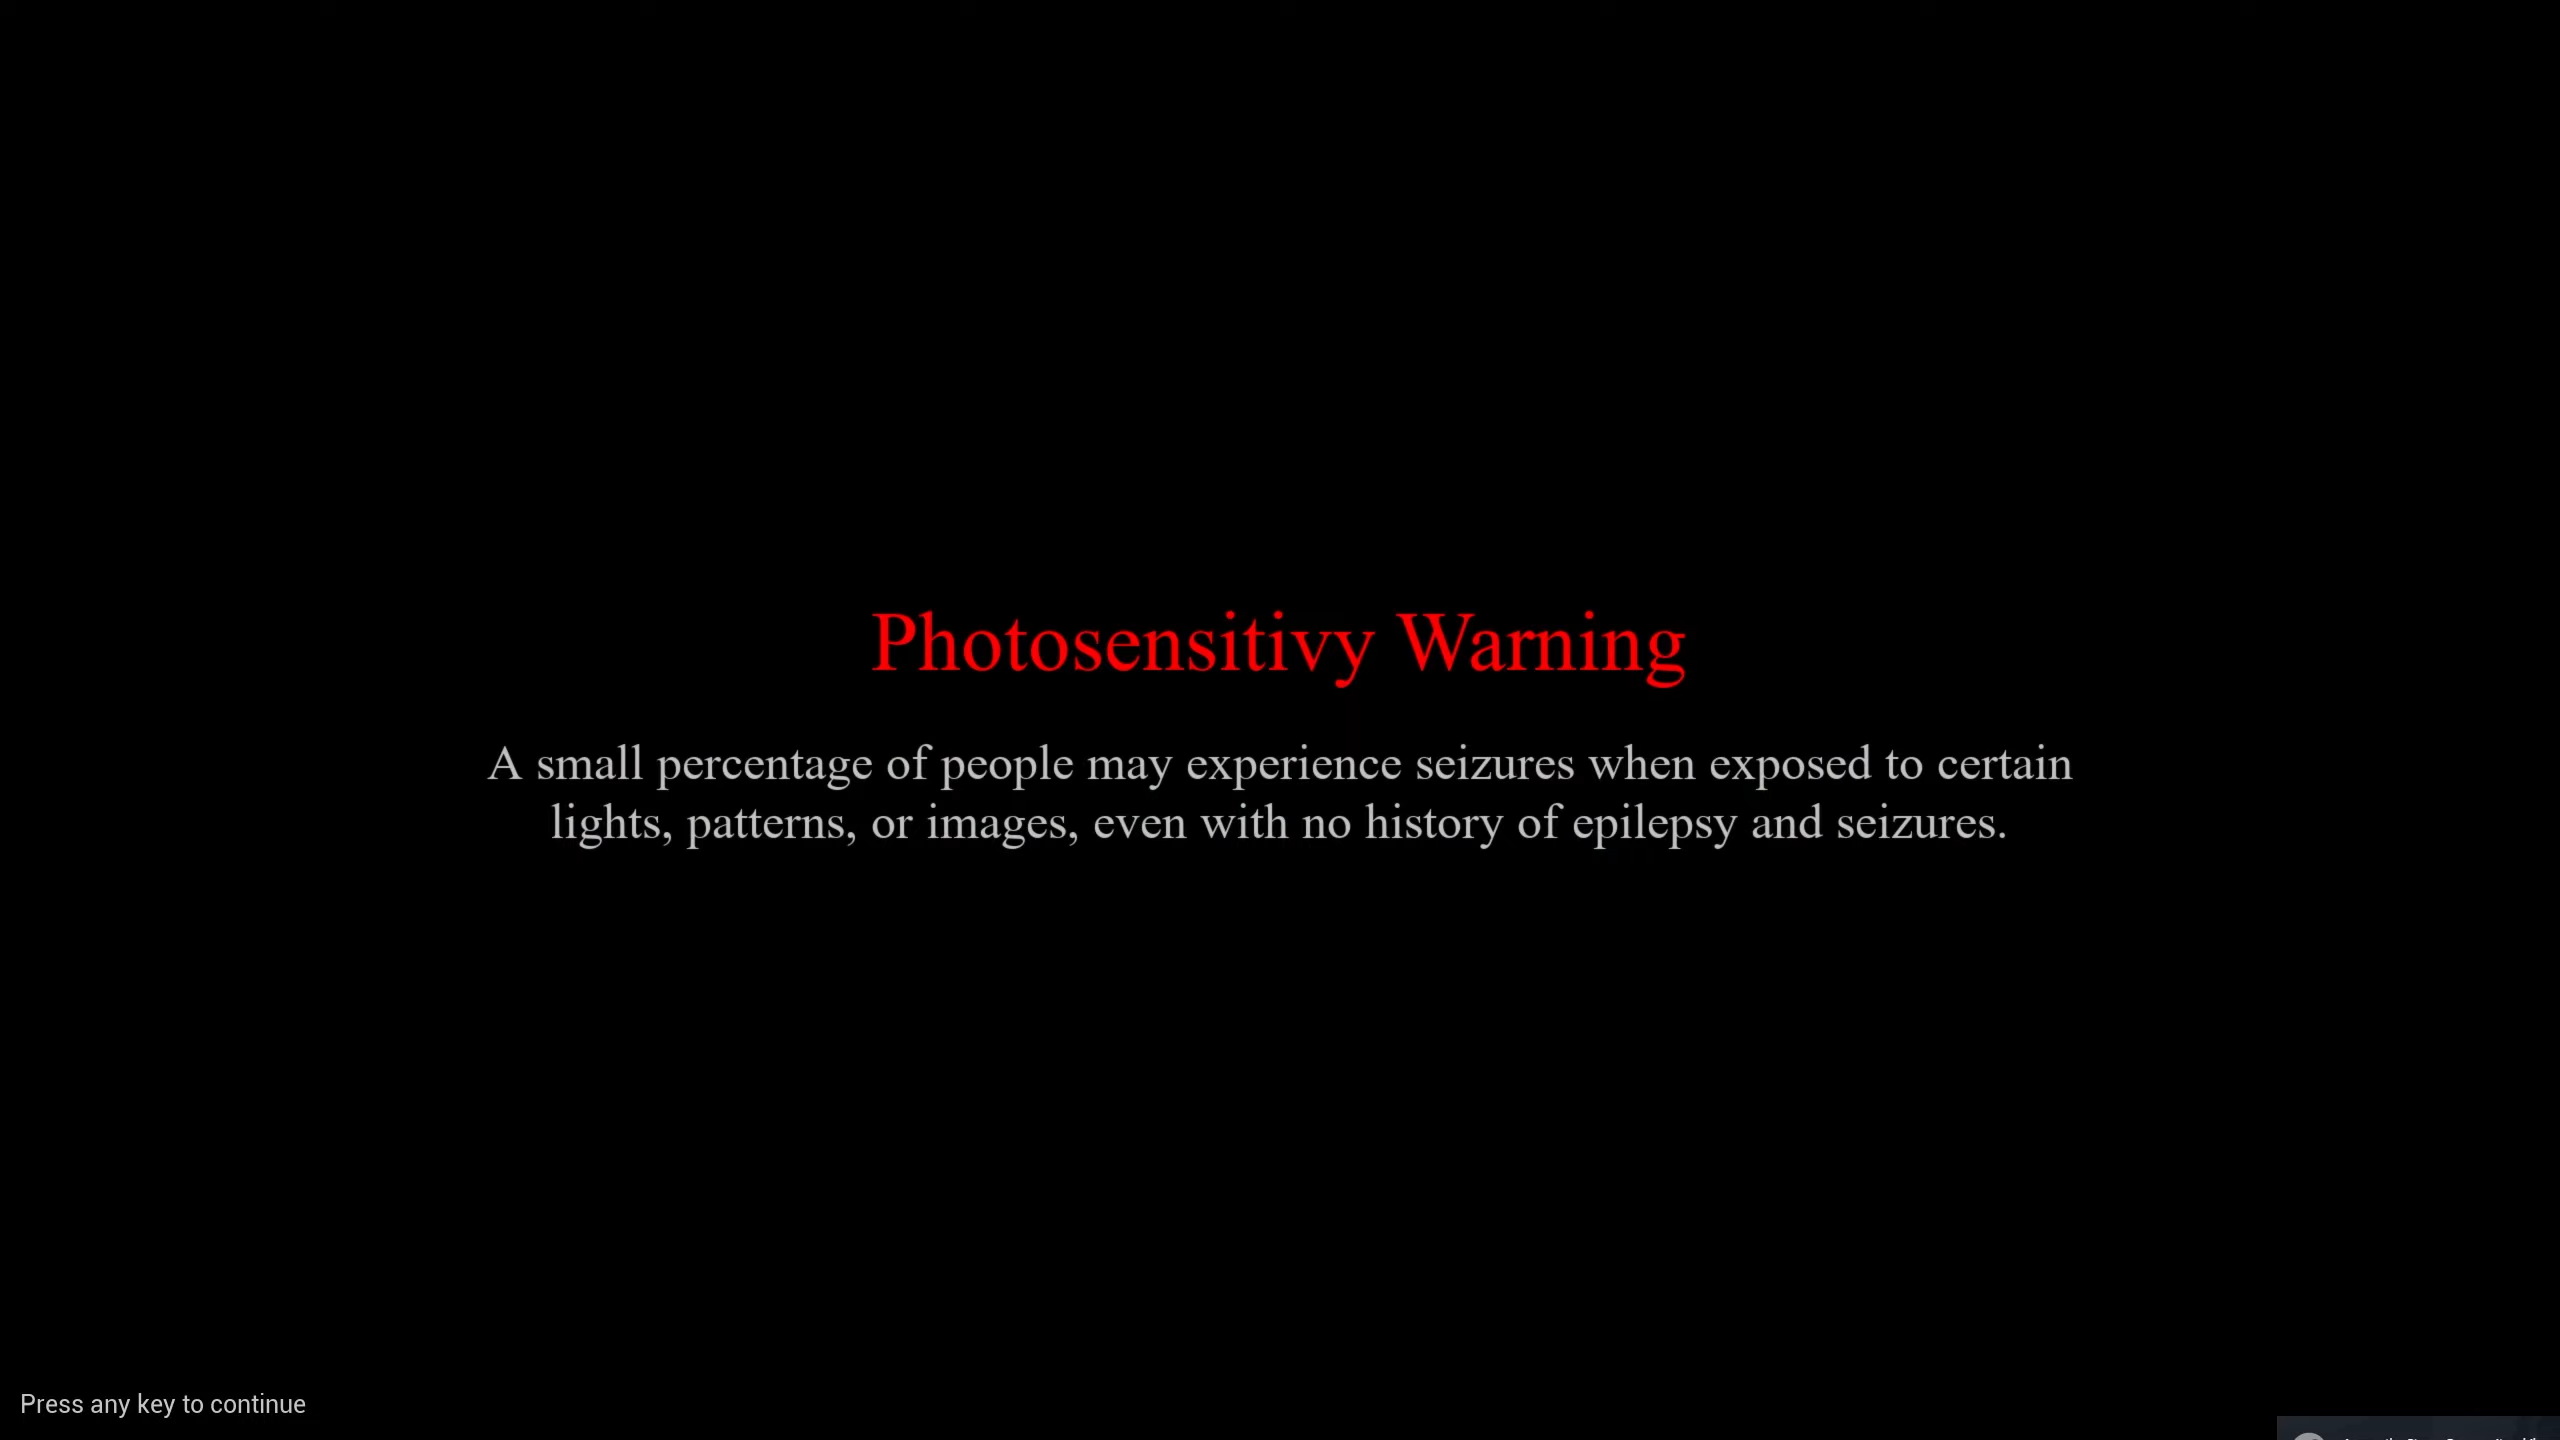 Photosensitivy Warning
A small percentage of people may experience seizures when exposed to certain
lights, patterns, or images, even with no history of epilepsy and seizures.
Press any key to continue